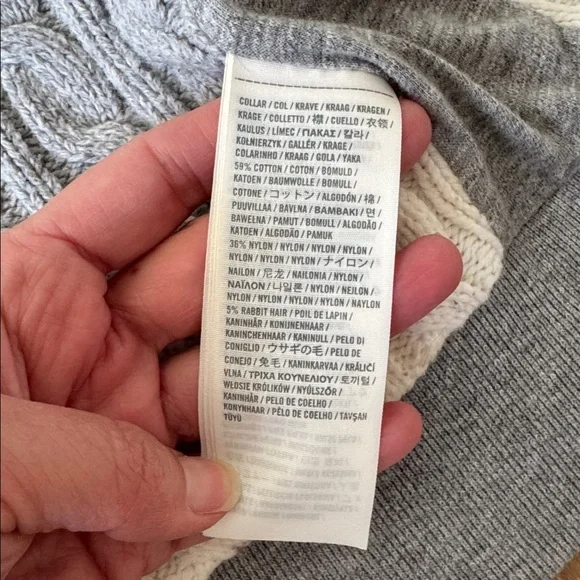 COLLAR / COL / KRAVE / KRAAG / KRAGEN /
KRAGE / COLLETTO / 襟 / CUELLO / 衣领 /
KAULUS / LÍMEC / ΠΑΚΑΣ / 칼라 /
KOŁNIERZYK / GALLÉR / KRAGE /
COLARINHO / KRAAG / GOLA / YAKA
59% COTTON / COTON / BOMULD /
KATOEN / BAUMWOLLE / BOMULL /
COTONE / コットン / ALGODÓN / 棉 /
PUUVILLAA / BAVLNA / BAMBAKI / 면 /
BAWEŁNA / PAMUT / BOMULL / ALGODÃO /
KATOEN / ALGODÃO / PAMUK
36% NYLON / NYLON / NYLON / NYLON /
NYLON / NYLON / NYLON / ナイロン /
NAILON / 尼龙 / NAILONIA / NYLON /
ΝΑΪΛΟΝ / 나일론 / NYLON / NEJLON /
NYLON / NYLON / NYLON / NAYLON
5% RABBIT HAIR / POIL DE LAPIN /
KANINHÅR / KONIJNENHAAR /
KANINCHENHAAR / KANINULL / PELO DI
CONIGLIO / ウサギの毛 / PELO DE
CONEJO / 兔毛 / KANINKARVAA / KRÁLIČÍ
VLNA / ΤΡΙΧΑ ΚΟΥΝΕΛΙΟΥ / 토끼털 /
WŁOSIE KRÓLIKÓW / NYÚLSZŐR /
KANINHÅR / PELO DE COELHO /
KONYNHAAR / PÊLO DE COELHO / TAVŞAN
TÜYÜ